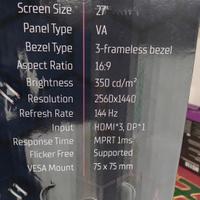 Screen Size 27"
Panel Type VA
Bezel Type 3-frameless bezel
Aspect Ratio 16:9
Brightness 350 cd/m²
Resolution 2560x1440
Refresh Rate 144 Hz
Input HDMI*3, DP*1
Response Time MPRT 1ms
Flicker Free Supported
VESA Mount 75 x 75 mm